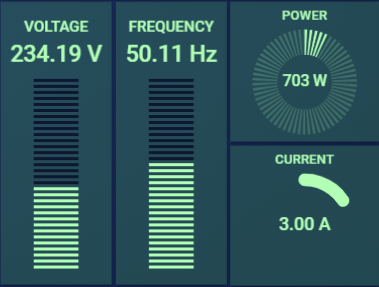 VOLTAGE
234.19 V
FREQUENCY
50.11 Hz
POWER
703 W
CURRENT
3.00 A